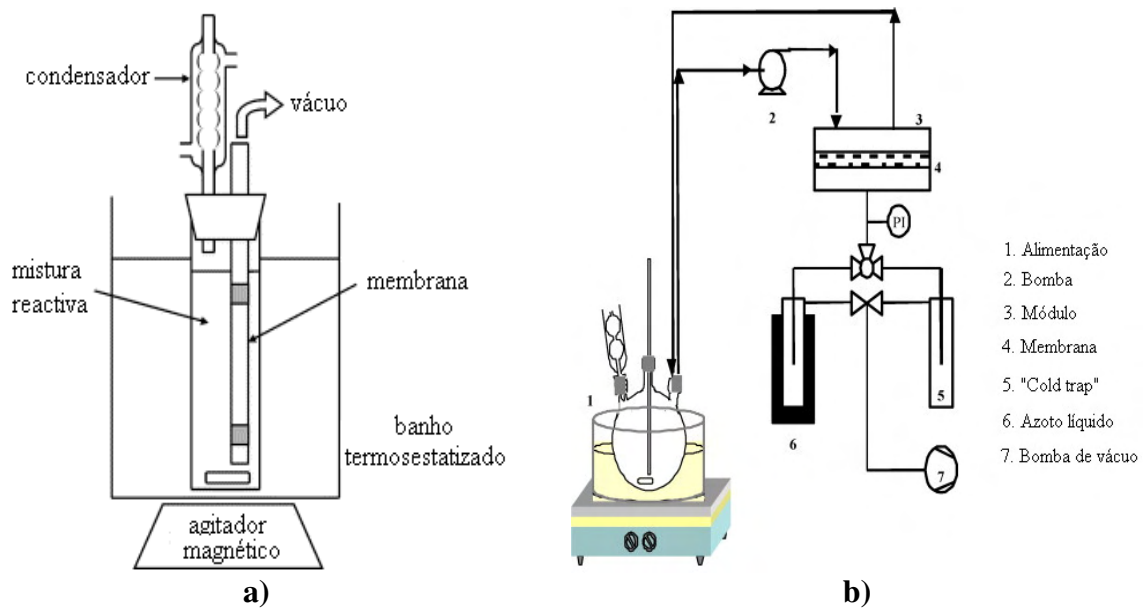 condensador
vácuo
mistura
reactiva
membrana
banho
termosestatizado
agitador
magnético
a)
2
3
4
PI
1
5
6
7
1. Alimentação
2. Bomba
3. Módulo
4. Membrana
5. "Cold trap"
6. Azoto líquido
7. Bomba de vácuo
b)